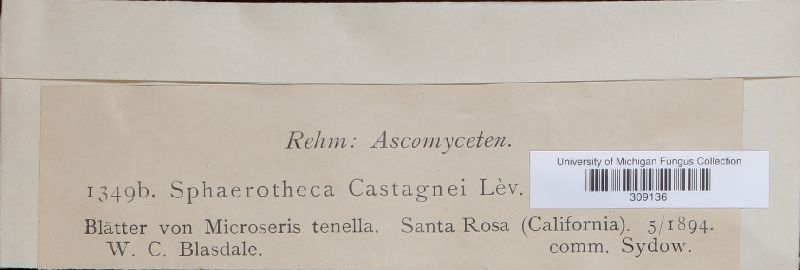 Rehm: Ascomyceten.
University of Michigan Fungus Collection
309136
1349b. Sphaerotheca Castagnei Lèv.
Blätter von Microseris tenella. Santa Rosa (California). 5/1894.
W. C. Blasdale. comm. Sydow.